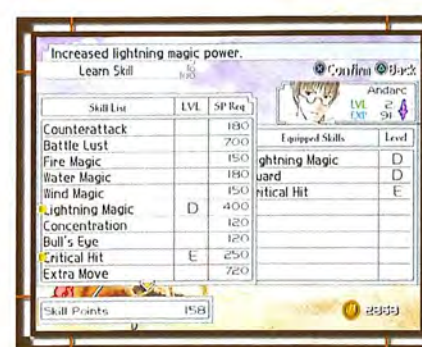 Increased lightning magic power.
Learn Skill
Confirm Back
Andarc
LVL 2
EXP 91
Skill List LVL SP Req
Counterattack 180
Battle Lust 700
Fire Magic 150
Water Magic 180
Wind Magic 150
Lightning Magic D 400
Concentration 120
Bull's Eye 120
Critical Hit E 250
Extra Move 720
Equipped Skills Level
ghtning Magic D
uard D
ritical Hit E
Skill Points 158
2868